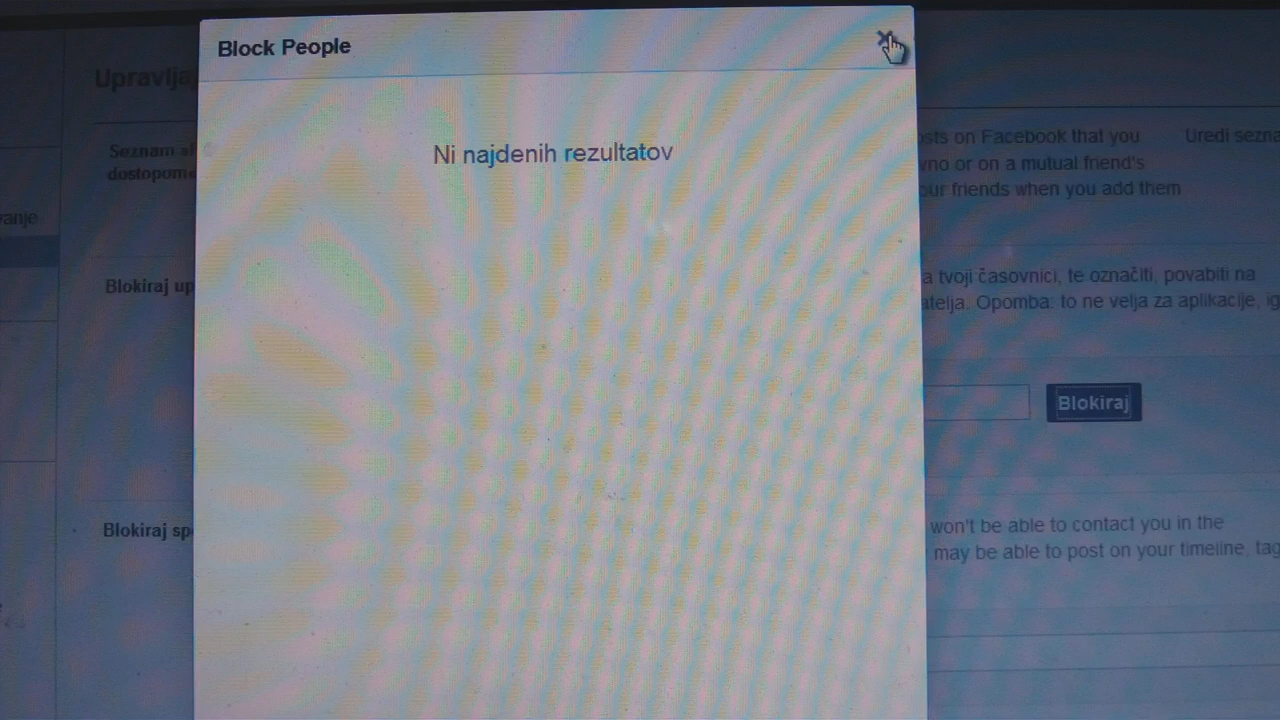 Block People
Ni najdenih rezultatov
Seznam
osts on Facebook that you
Uredi sezna
vno or on a mutual friend's
our friends when you add them
vanje
Blokiraj up
a tvoji časovnici, te označiti, povabiti na
atelja. Opomba: to ne velja za aplikacije, ig
Blokiraj
Blokiraj sp
won't be able to contact you in the
may be able to post on your timeline, tag